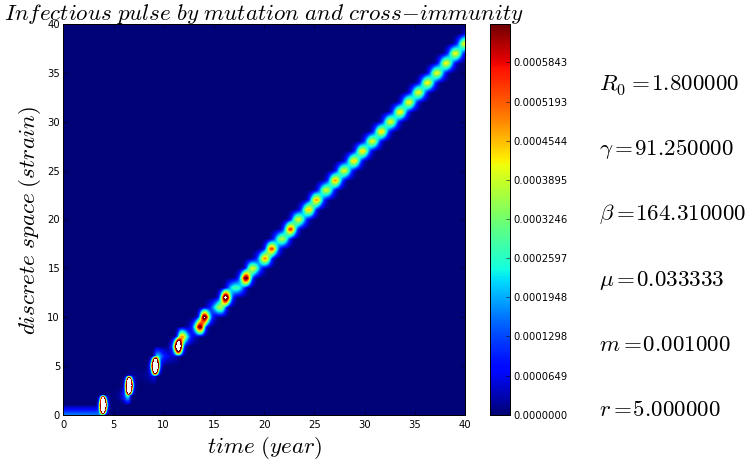 Infectious pulse by mutation and cross−immunity
40
35
30
25
20
15
10
5
0
discrete space (strain)
0 5 10 15 20 25 30 35 40
time (year)
0.0005843
0.0005193
0.0004544
0.0003895
0.0003246
0.0002597
0.0001948
0.0001298
0.0000649
0.0000000
R₀ =1.800000
γ=91.250000
β=164.310000
μ=0.033333
m=0.001000
r=5.000000